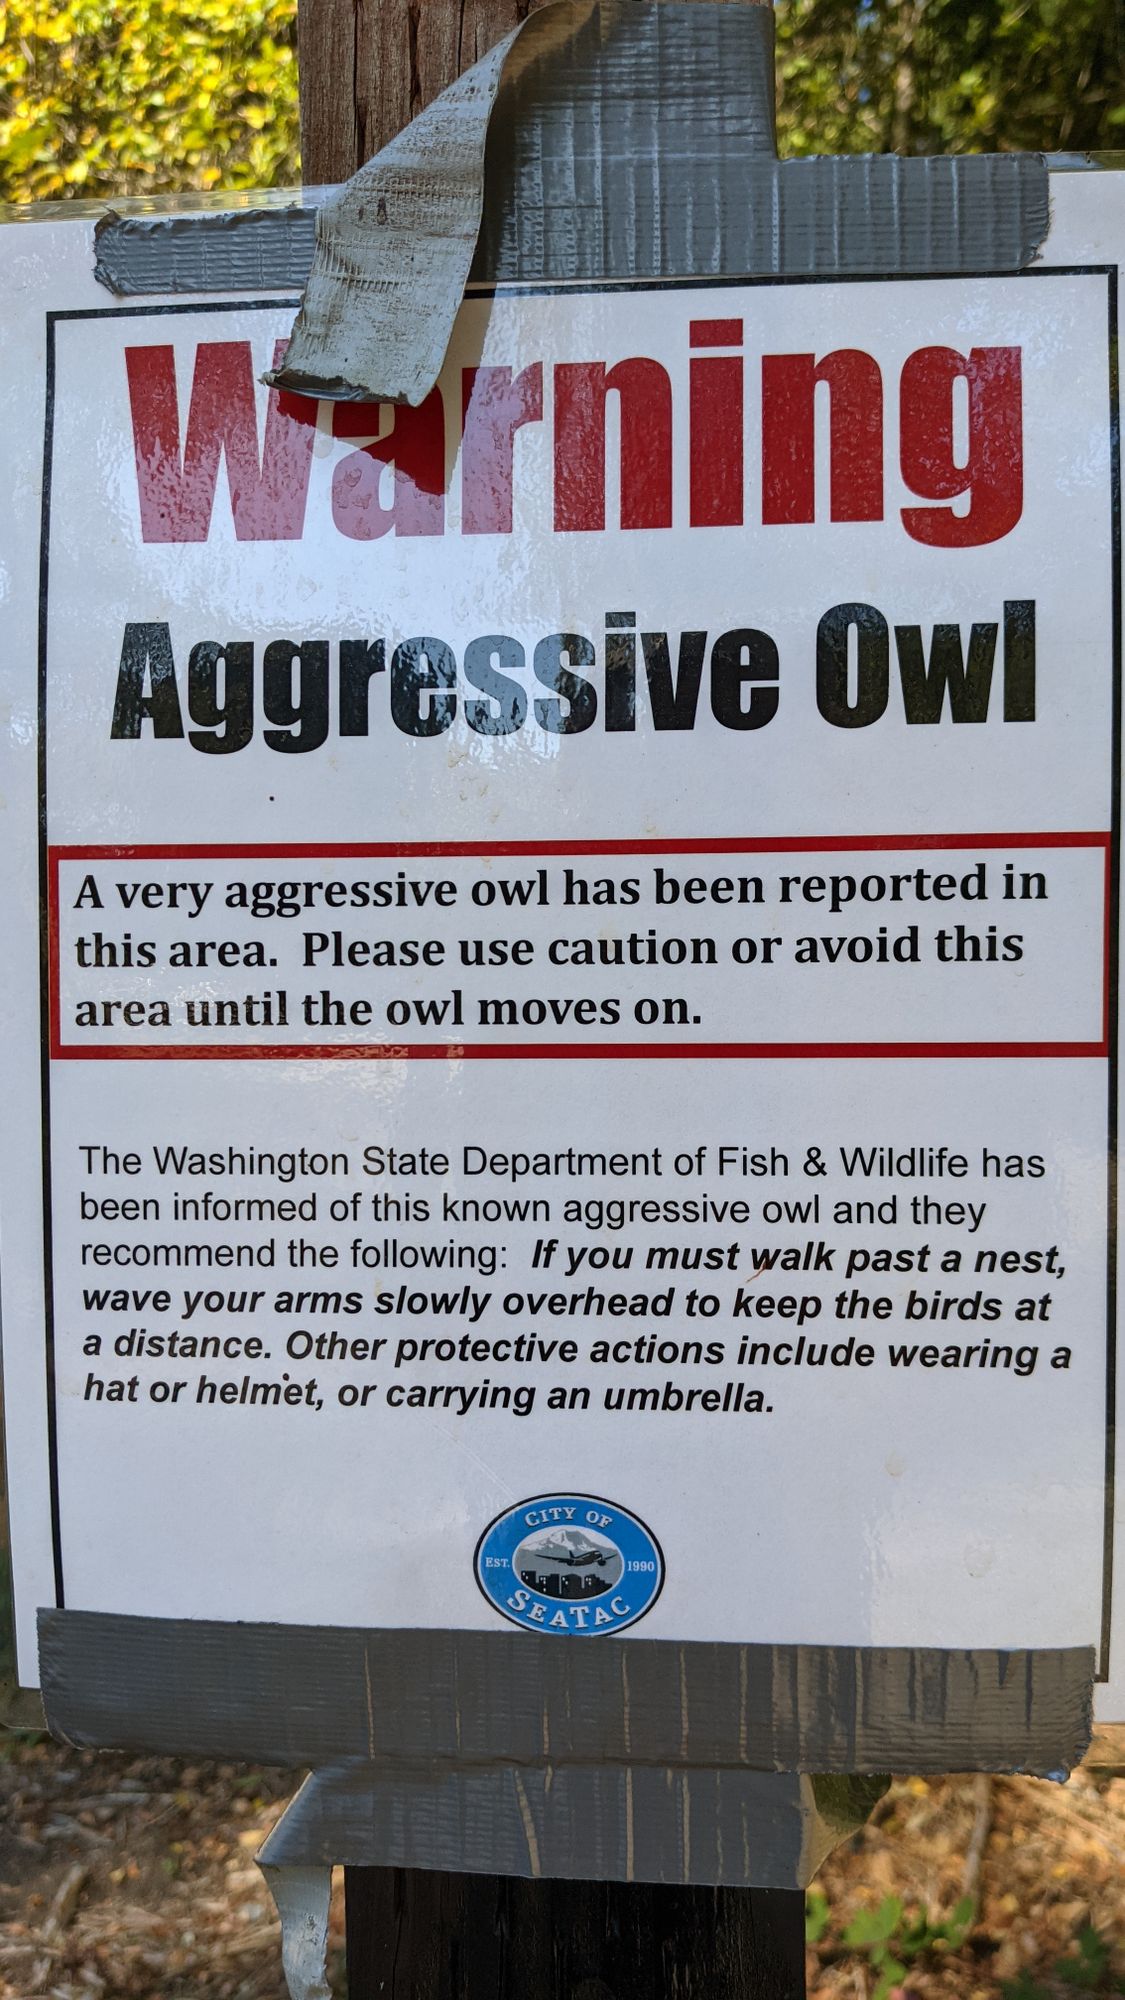 Warning
Aggressive Owl
A very aggressive owl has been reported in
this area.  Please use caution or avoid this
area until the owl moves on.
The Washington State Department of Fish & Wildlife has
been informed of this known aggressive owl and they
recommend the following:  If you must walk past a nest,
wave your arms slowly overhead to keep the birds at
a distance. Other protective actions include wearing a
hat or helmet, or carrying an umbrella.
CITY OF
EST. 1990
SEATAC